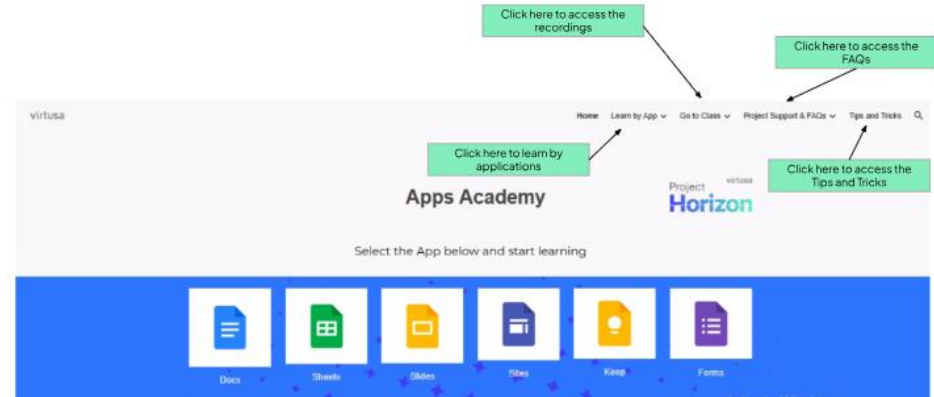 Click here to access the
recordings
Click here to access the
FAQs
virtusa
Home Learn by App Go to Class Project Support & FAQs Tips and Tricks
Click here to learn by
applications
Click here to access the
Tips and Tricks
Apps Academy
Project virtusa
Horizon
Select the App below and start learning
Docs Sheets Slides Sites Keep Forms